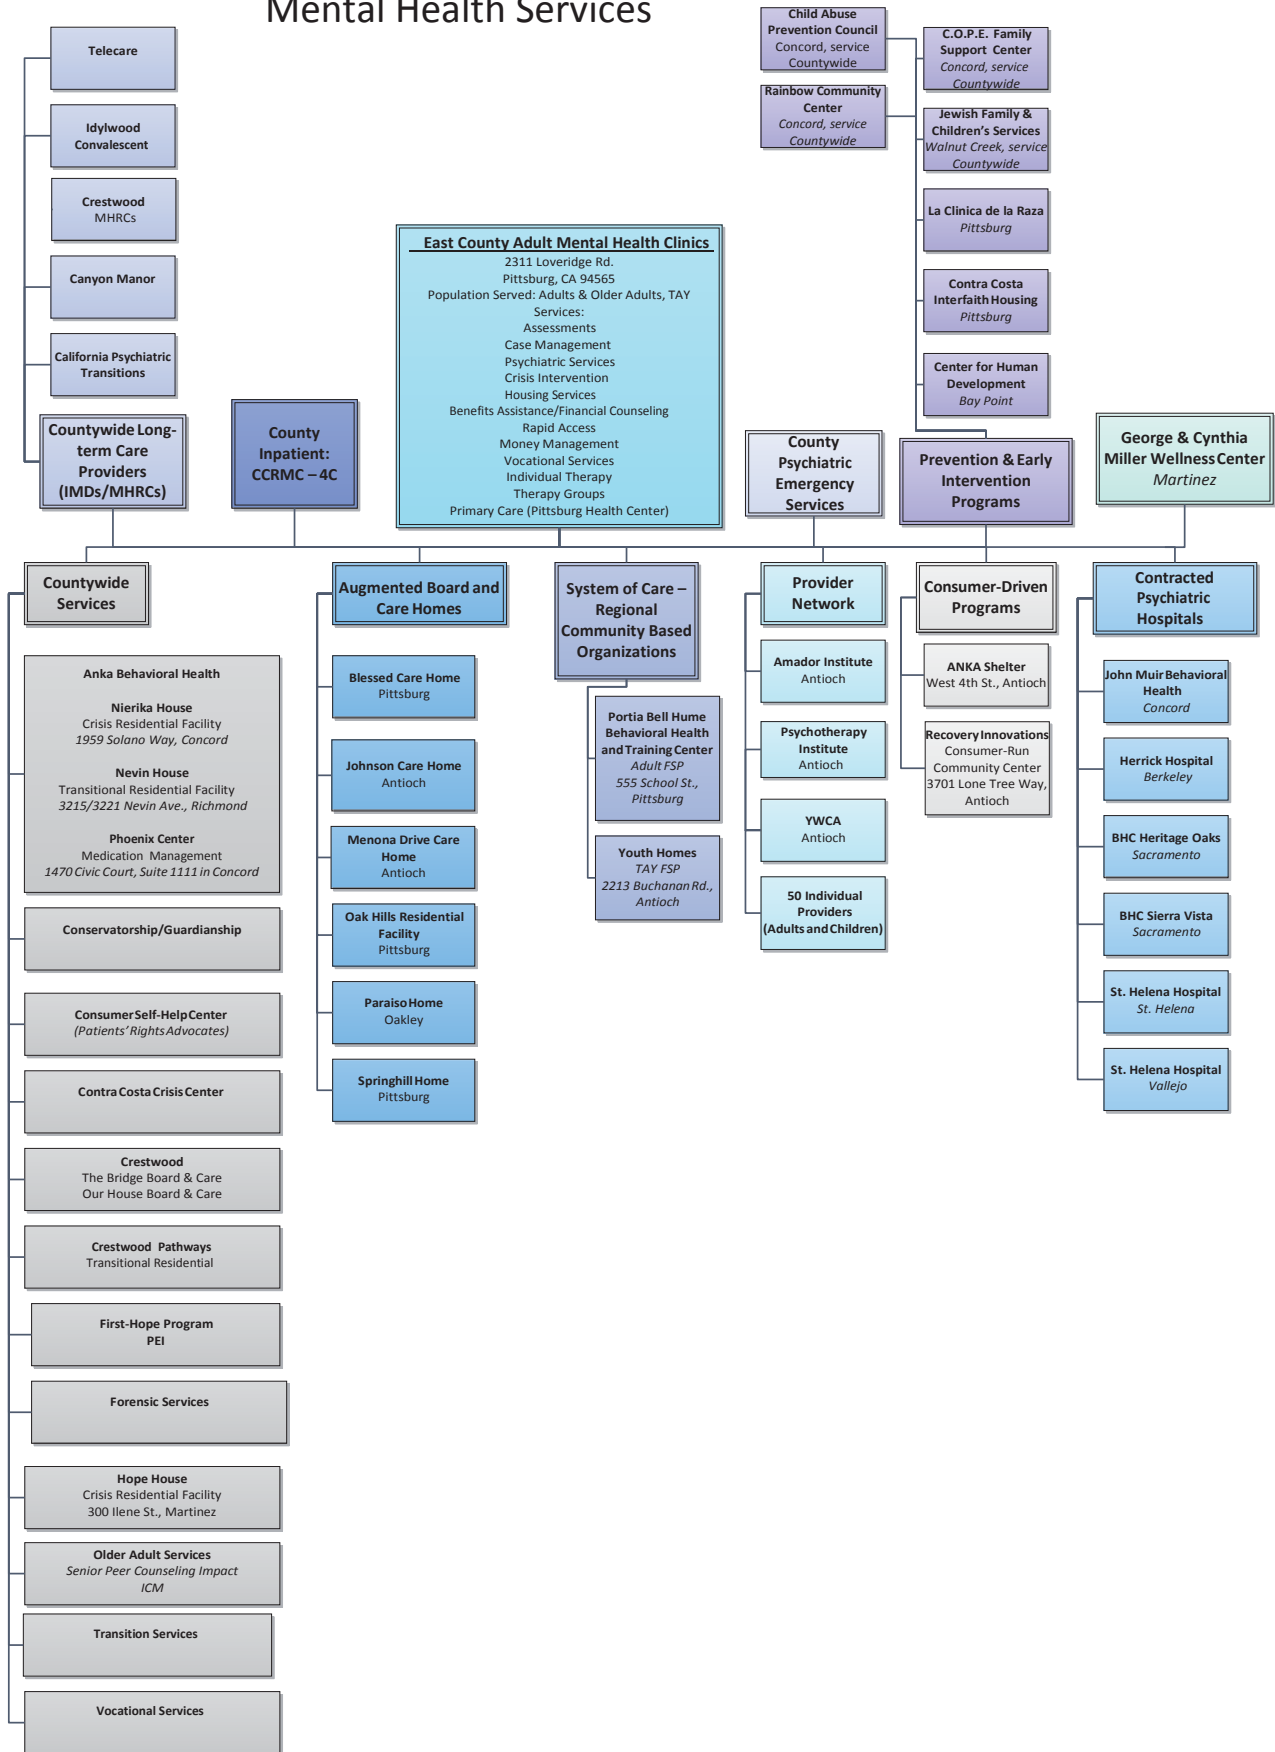 Mental Health Services
Telecare
Idylwood
Convalescent
Crestwood
MHRCs
Canyon Manor
California Psychiatric
Transitions
Countywide Long-
term Care
Providers
(IMDs/MHRCs)
County
Inpatient:
CCRMC – 4C
East County Adult Mental Health Clinics
2311 Loveridge Rd.
Pittsburg, CA 94565
Population Served: Adults & Older Adults, TAY
Services:
Assessments
Case Management
Psychiatric Services
Crisis Intervention
Housing Services
Benefits Assistance/Financial Counseling
Rapid Access
Money Management
Vocational Services
Individual Therapy
Therapy Groups
Primary Care (Pittsburg Health Center)
Child Abuse
Prevention Council
Concord, service
Countywide
Rainbow Community
Center
Concord, service
Countywide
C.O.P.E. Family
Support Center
Concord, service
Countywide
Jewish Family &
Children's Services
Walnut Creek, service
Countywide
La Clinica de la Raza
Pittsburg
Contra Costa
Interfaith Housing
Pittsburg
Center for Human
Development
Bay Point
County
Psychiatric
Emergency
Services
Prevention & Early
Intervention
Programs
George & Cynthia
Miller Wellness Center
Martinez
Countywide
Services
Anka Behavioral Health
Nierika House
Crisis Residential Facility
1959 Solano Way, Concord
Nevin House
Transitional Residential Facility
3215/3221 Nevin Ave., Richmond
Phoenix Center
Medication Management
1470 Civic Court, Suite 1111 in Concord
Conservatorship/Guardianship
Consumer Self-Help Center
(Patients' Rights Advocates)
Contra Costa Crisis Center
Crestwood
The Bridge Board & Care
Our House Board & Care
Crestwood Pathways
Transitional Residential
First-Hope Program
PEI
Forensic Services
Hope House
Crisis Residential Facility
300 Ilene St., Martinez
Older Adult Services
Senior Peer Counseling Impact
ICM
Transition Services
Vocational Services
Augmented Board and
Care Homes
Blessed Care Home
Pittsburg
Johnson Care Home
Antioch
Menona Drive Care
Home
Antioch
Oak Hills Residential
Facility
Pittsburg
Paraiso Home
Oakley
Springhill Home
Pittsburg
System of Care –
Regional
Community Based
Organizations
Portia Bell Hume
Behavioral Health
and Training Center
Adult FSP
555 School St.,
Pittsburg
Youth Homes
TAY FSP
2213 Buchanan Rd.,
Antioch
Provider
Network
Amador Institute
Antioch
Psychotherapy
Institute
Antioch
YWCA
Antioch
50 Individual
Providers
(Adults and Children)
Consumer-Driven
Programs
ANKA Shelter
West 4th St., Antioch
Recovery Innovations
Consumer-Run
Community Center
3701 Lone Tree Way,
Antioch
Contracted
Psychiatric
Hospitals
John Muir Behavioral
Health
Concord
Herrick Hospital
Berkeley
BHC Heritage Oaks
Sacramento
BHC Sierra Vista
Sacramento
St. Helena Hospital
St. Helena
St. Helena Hospital
Vallejo